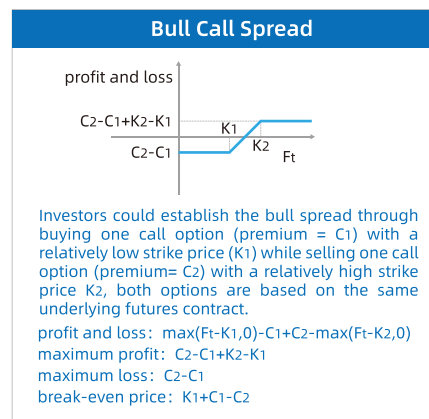 Bull Call Spread
profit and loss
C2-C1+K2-K1
K1
C2-C1
K2
Ft
Investors could establish the bull spread through
buying one call option (premium = C1) with a
relatively low strike price (K1) while selling one call
option (premium= C2) with a relatively high strike
price K2, both options are based on the same
underlying futures contract.
profit and loss: max(Ft-K1,0)-C1+C2-max(Ft-K2,0)
maximum profit: C2-C1+K2-K1
maximum loss: C2-C1
break-even price: K1+C1-C2